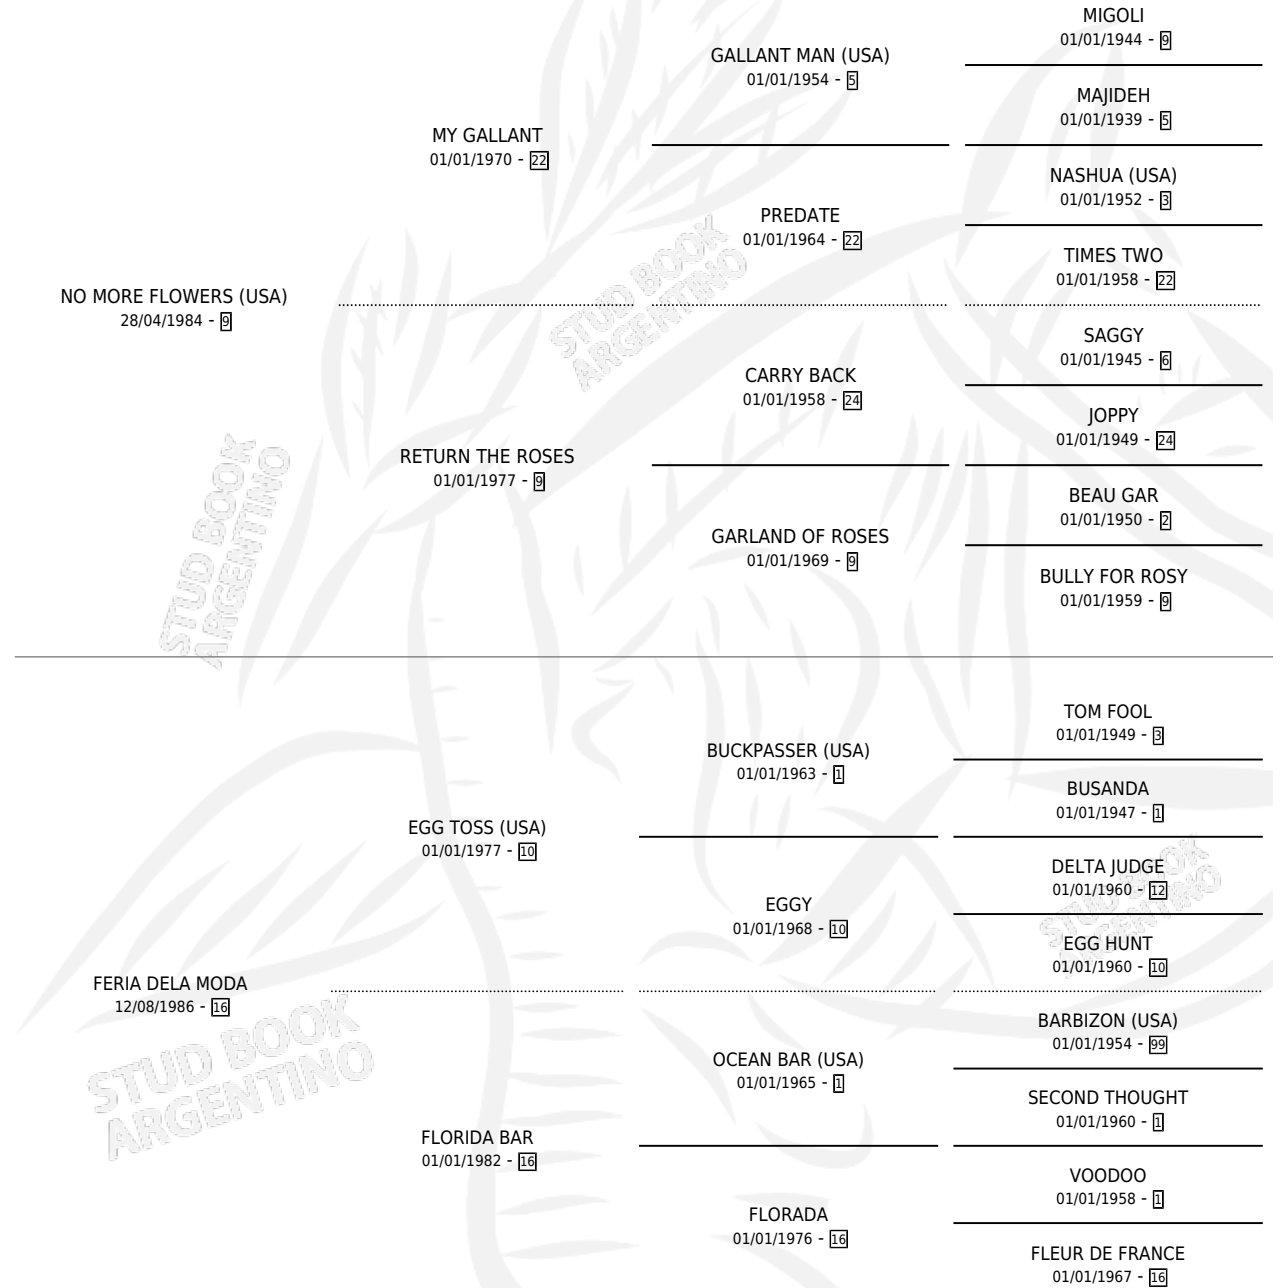 MIGOLI
01/01/1944 - 9
GALLANT MAN (USA)
01/01/1954 - 5
MAJIDEH
01/01/1939 - 5
MY GALLANT
01/01/1970 - 22
NASHUA (USA)
01/01/1952 - 3
PREDATE
01/01/1964 - 22
TIMES TWO
01/01/1958 - 22
NO MORE FLOWERS (USA)
28/04/1984 - 9
SAGGY
01/01/1945 - 6
CARRY BACK
01/01/1958 - 24
JOPPY
01/01/1949 - 24
RETURN THE ROSES
01/01/1977 - 9
BEAU GAR
01/01/1950 - 2
GARLAND OF ROSES
01/01/1969 - 9
BULLY FOR ROSY
01/01/1959 - 9
TOM FOOL
01/01/1949 - 3
BUCKPASSER (USA)
01/01/1963 - 1
BUSANDA
01/01/1947 - 1
EGG TOSS (USA)
01/01/1977 - 10
DELTA JUDGE
01/01/1960 - 12
EGGY
01/01/1968 - 10
EGG HUNT
01/01/1960 - 10
FERIA DELA MODA
12/08/1986 - 16
BARBIZON (USA)
01/01/1954 - 99
OCEAN BAR (USA)
01/01/1965 - 1
SECOND THOUGHT
01/01/1960 - 1
FLORIDA BAR
01/01/1982 - 16
VOODOO
01/01/1958 - 1
FLORADA
01/01/1976 - 16
FLEUR DE FRANCE
01/01/1967 - 16
STUD BOOK
ARGENTINO
STUD BOOK
ARGENTINO
STUD BOOK
ARGENTINO
STUD BOOK
ARGENTINO